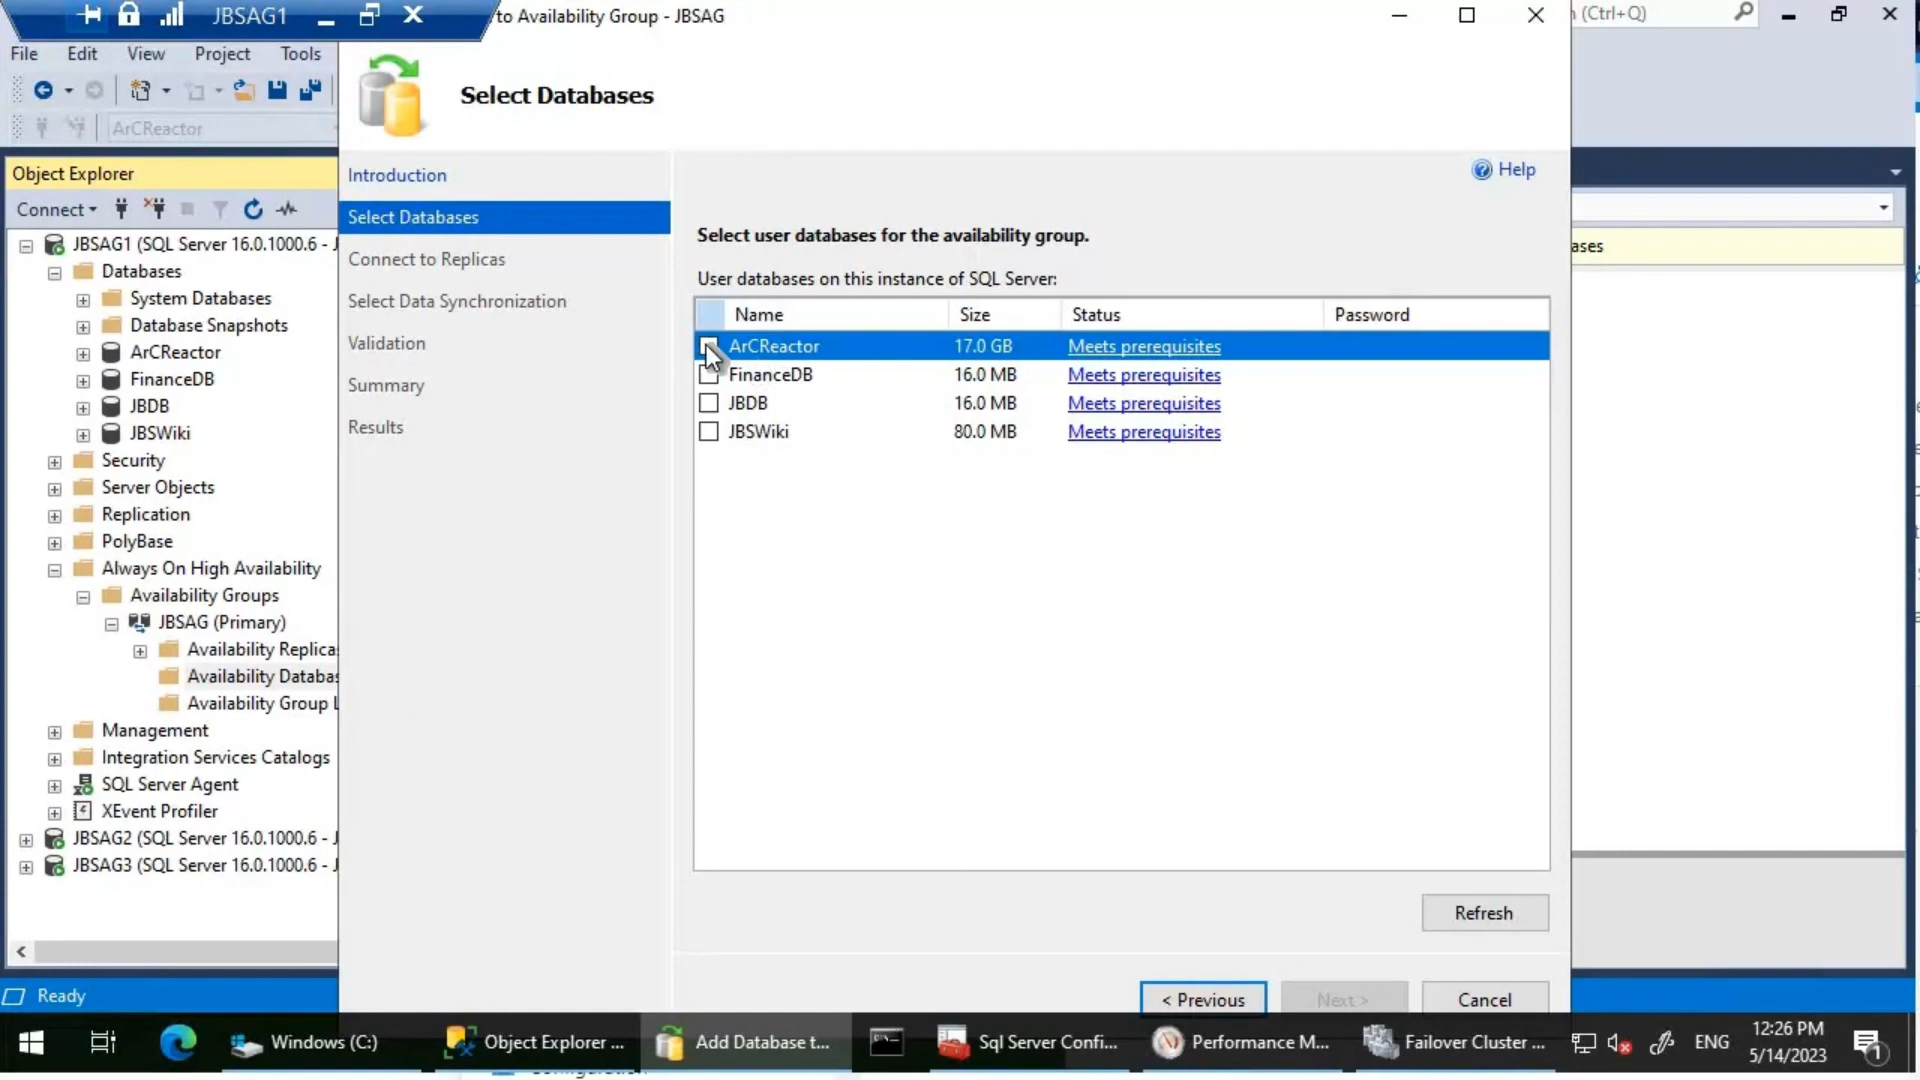 JBSAG1
to Availability Group - JBSAG
(Ctrl+Q)
File Edit View Project Tools
Select Databases
ArCReactor
Object Explorer
Connect
Introduction
Select Databases
Connect to Replicas
Select Data Synchronization
Validation
Summary
Results
Help
JBSAG1 (SQL Server 16.0.1000.6 -
Databases
System Databases
Database Snapshots
ArCReactor
FinanceDB
JBDB
JBSWiki
Security
Server Objects
Replication
PolyBase
Always On High Availability
Availability Groups
JBSAG (Primary)
Availability Replica
Availability Databa
Availability Group
Management
Integration Services Catalogs
SQL Server Agent
XEvent Profiler
JBSAG2 (SQL Server 16.0.1000.6 -
JBSAG3 (SQL Server 16.0.1000.6 -
Select user databases for the availability group.
User databases on this instance of SQL Server:
Name Size Status Password
ArCReactor 17.0 GB Meets prerequisites
FinanceDB 16.0 MB Meets prerequisites
JBDB 16.0 MB Meets prerequisites
JBSWiki 80.0 MB Meets prerequisites
ases
Refresh
< Previous Next > Cancel
Ready
Windows (C:) Object Explorer ... Add Database t... Sql Server Confi... Performance M... Failover Cluster ... ENG 12:26 PM
5/14/2023
1